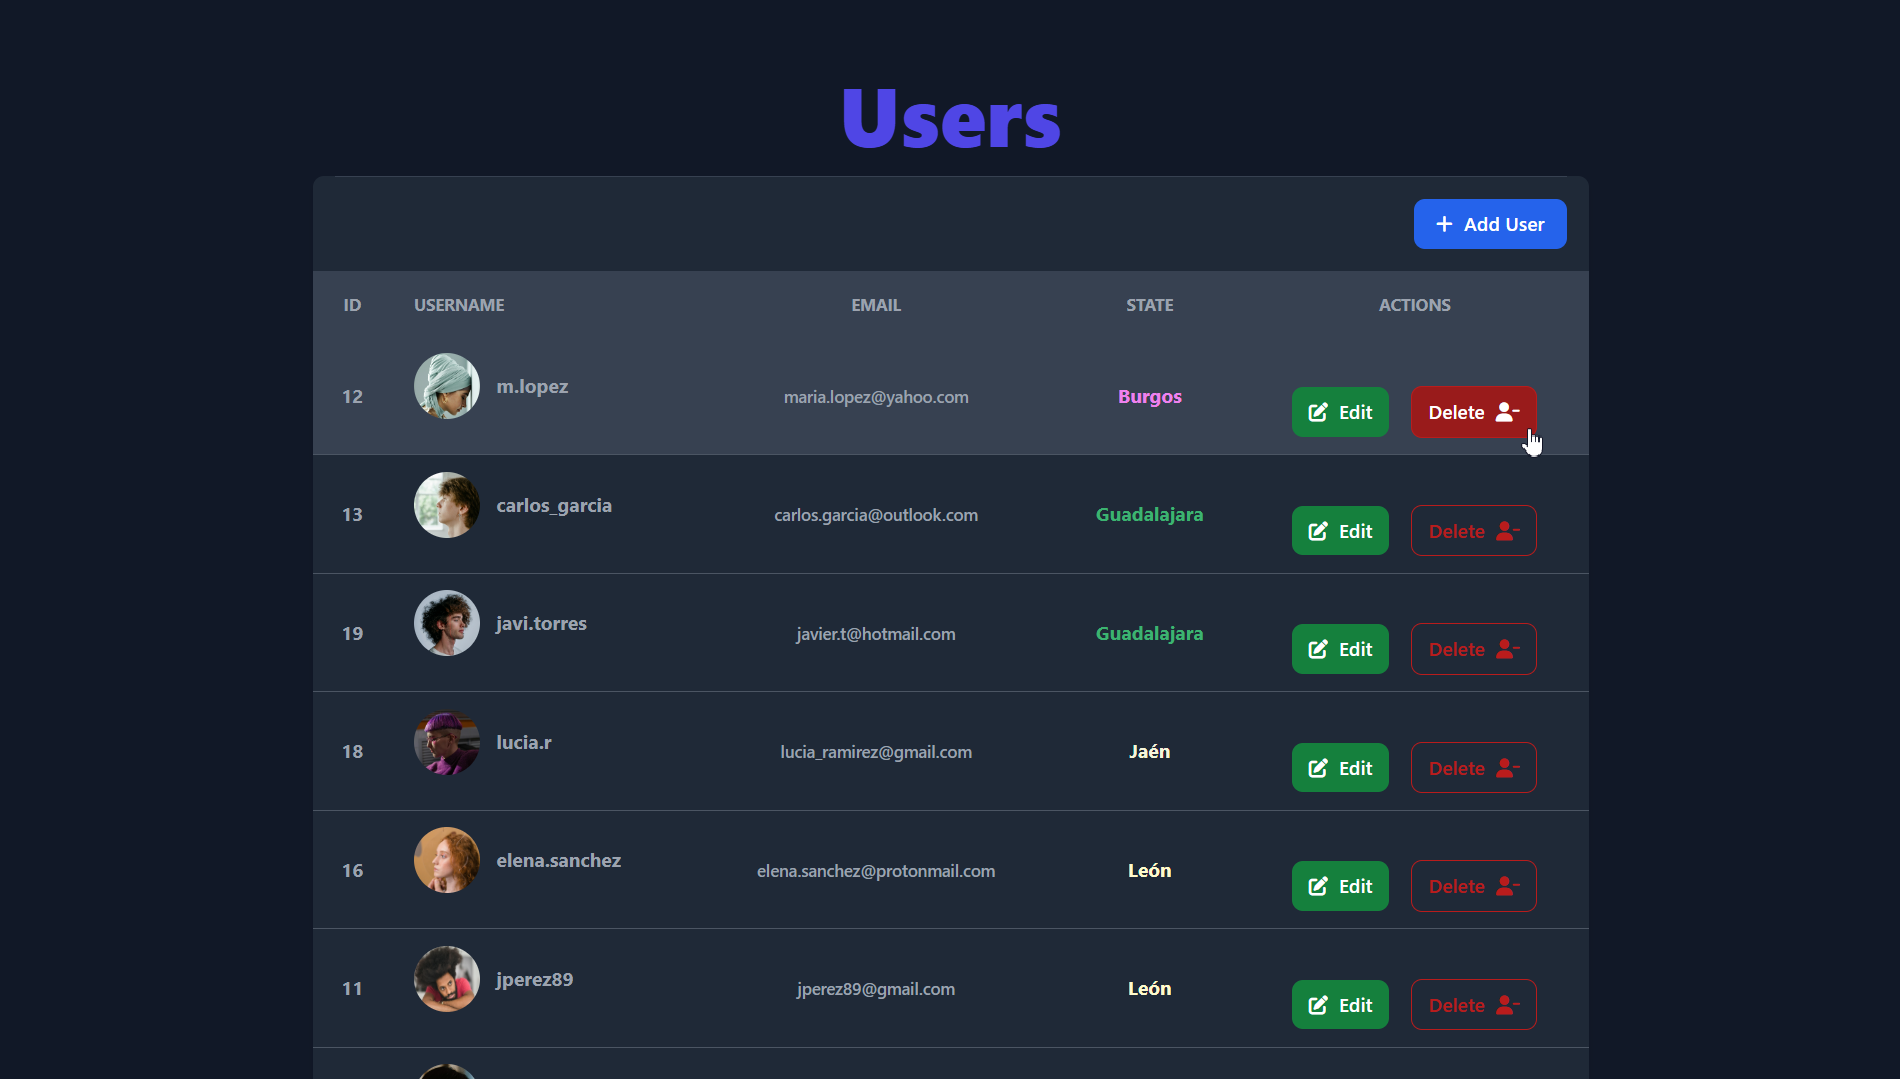 Users
+ Add User
ID USERNAME EMAIL STATE ACTIONS
12 m.lopez maria.lopez@yahoo.com Burgos Edit Delete
13 carlos_garcia carlos.garcia@outlook.com Guadalajara Edit Delete
19 javi.torres javier.t@hotmail.com Guadalajara Edit Delete
18 lucia.r lucia_ramirez@gmail.com Jaén Edit Delete
16 elena.sanchez elena.sanchez@protonmail.com León Edit Delete
11 jperez89 jperez89@gmail.com León Edit Delete